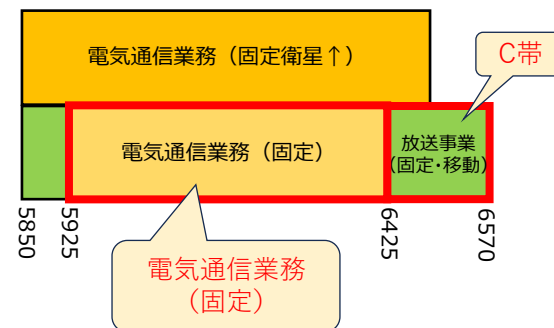 電気通信業務（固定衛星↑）
C帯
電気通信業務（固定）
放送事業
（固定・移動）
5850
5925
6425
6570
電気通信業務
（固定）